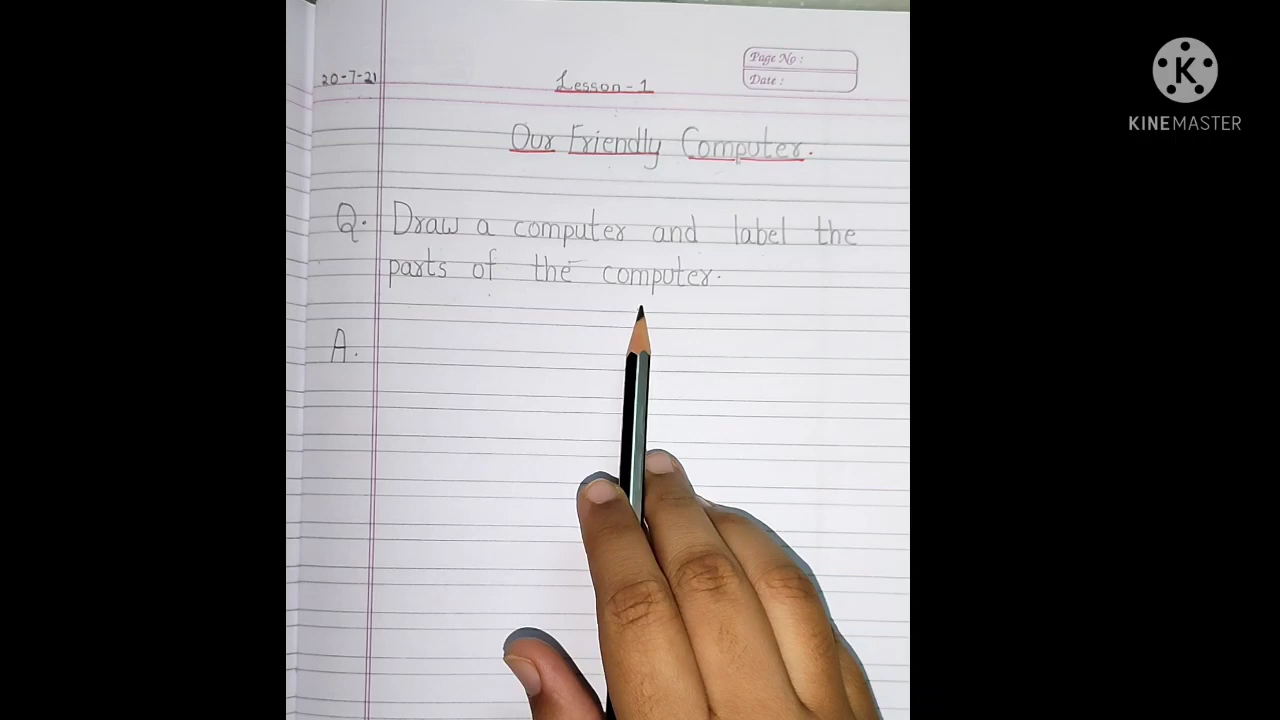 Page No :
20-7-21
Lesson - 1
Date :
KINEMASTER
Our Friendly Computer.
Q. Draw a computer and label the
parts of the computer.
A.